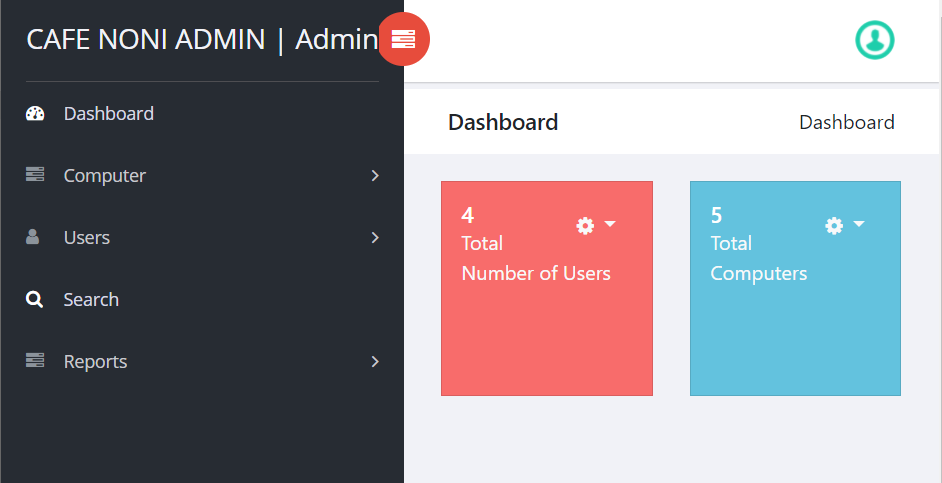 CAFE NONI ADMIN | Admin
Dashboard
Computer
Users
Search
Reports
Dashboard
Dashboard
4
Total
Number of Users
5
Total
Computers